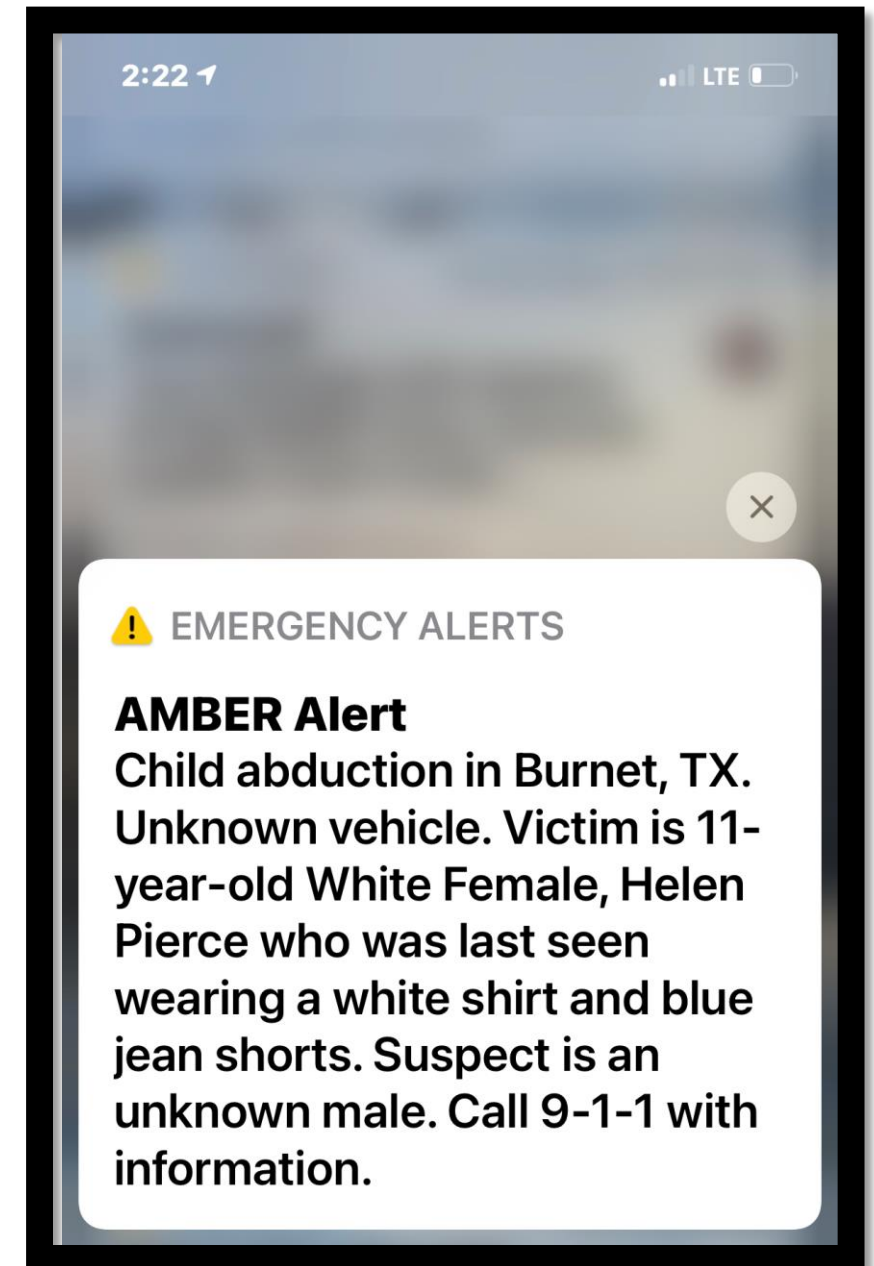 2:22 LTE
EMERGENCY ALERTS
AMBER Alert
Child abduction in Burnet, TX.
Unknown vehicle. Victim is 11-
year-old White Female, Helen
Pierce who was last seen
wearing a white shirt and blue
jean shorts. Suspect is an
unknown male. Call 9-1-1 with
information.